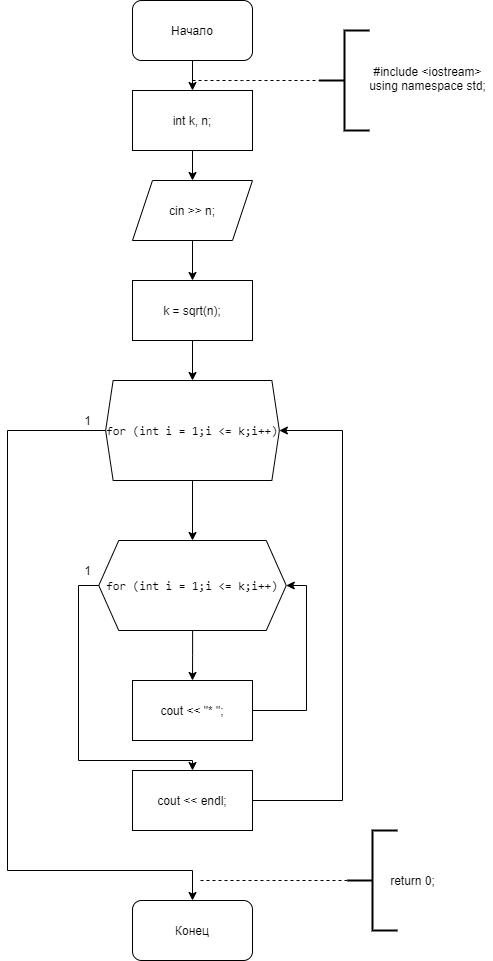 Начало
#include <iostream>
using namespace std;
int k, n;
cin >> n;
k = sqrt(n);
1
for (int i = 1;i <= k;i++)
1
for (int i = 1;i <= k;i++)
cout << "* ";
cout << endl;
return 0;
Конец